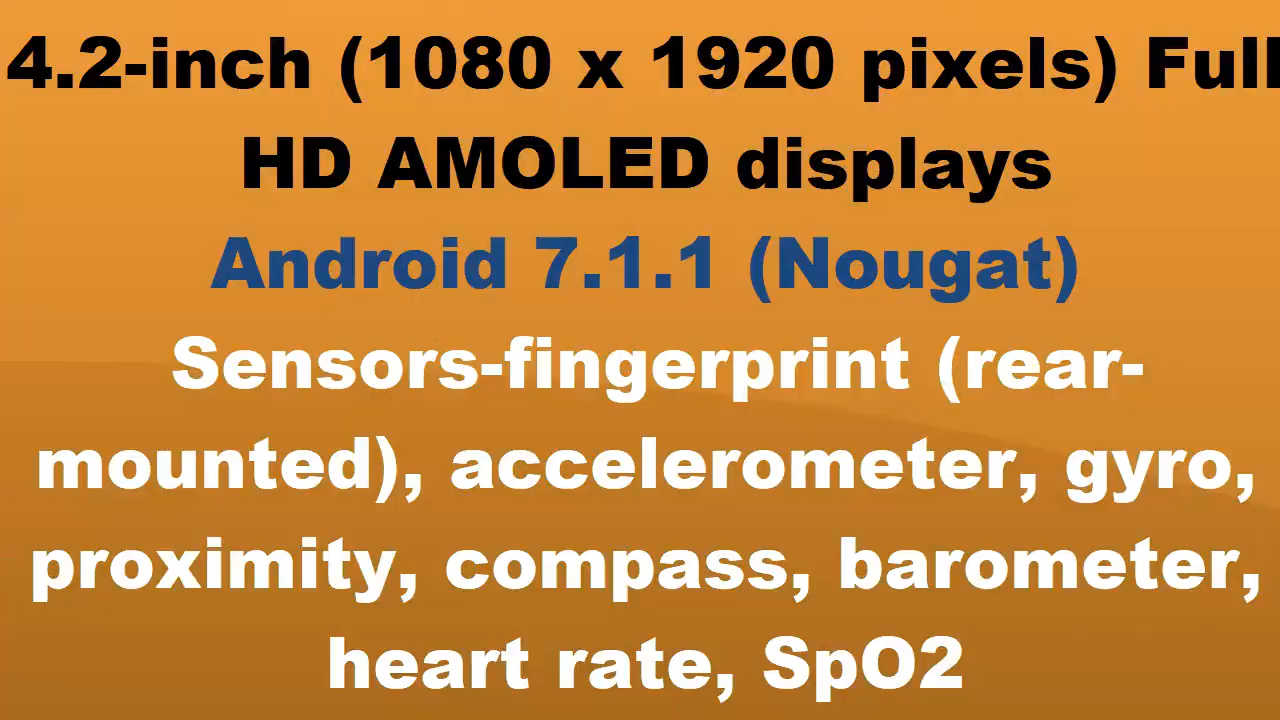 4.2-inch (1080 x 1920 pixels) Full
HD AMOLED displays
Android 7.1.1 (Nougat)
Sensors-fingerprint (rear-
mounted), accelerometer, gyro,
proximity, compass, barometer,
heart rate, SpO2